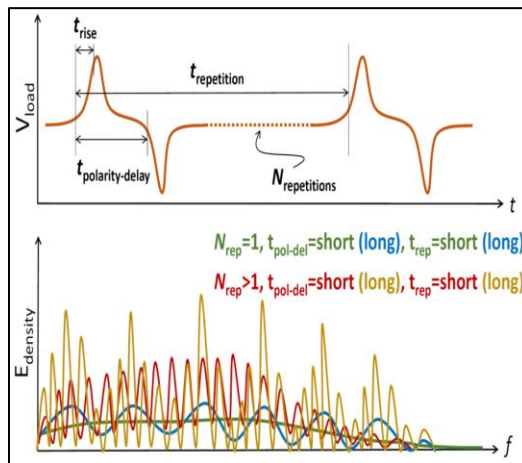 t_rise
t_repetition
V_load
t_polarity-delay
N_repetitions
t
N_rep=1, t_pol-del=short (long), t_rep=short (long)
N_rep>1, t_pol-del=short (long), t_rep=short (long)
E_density
f